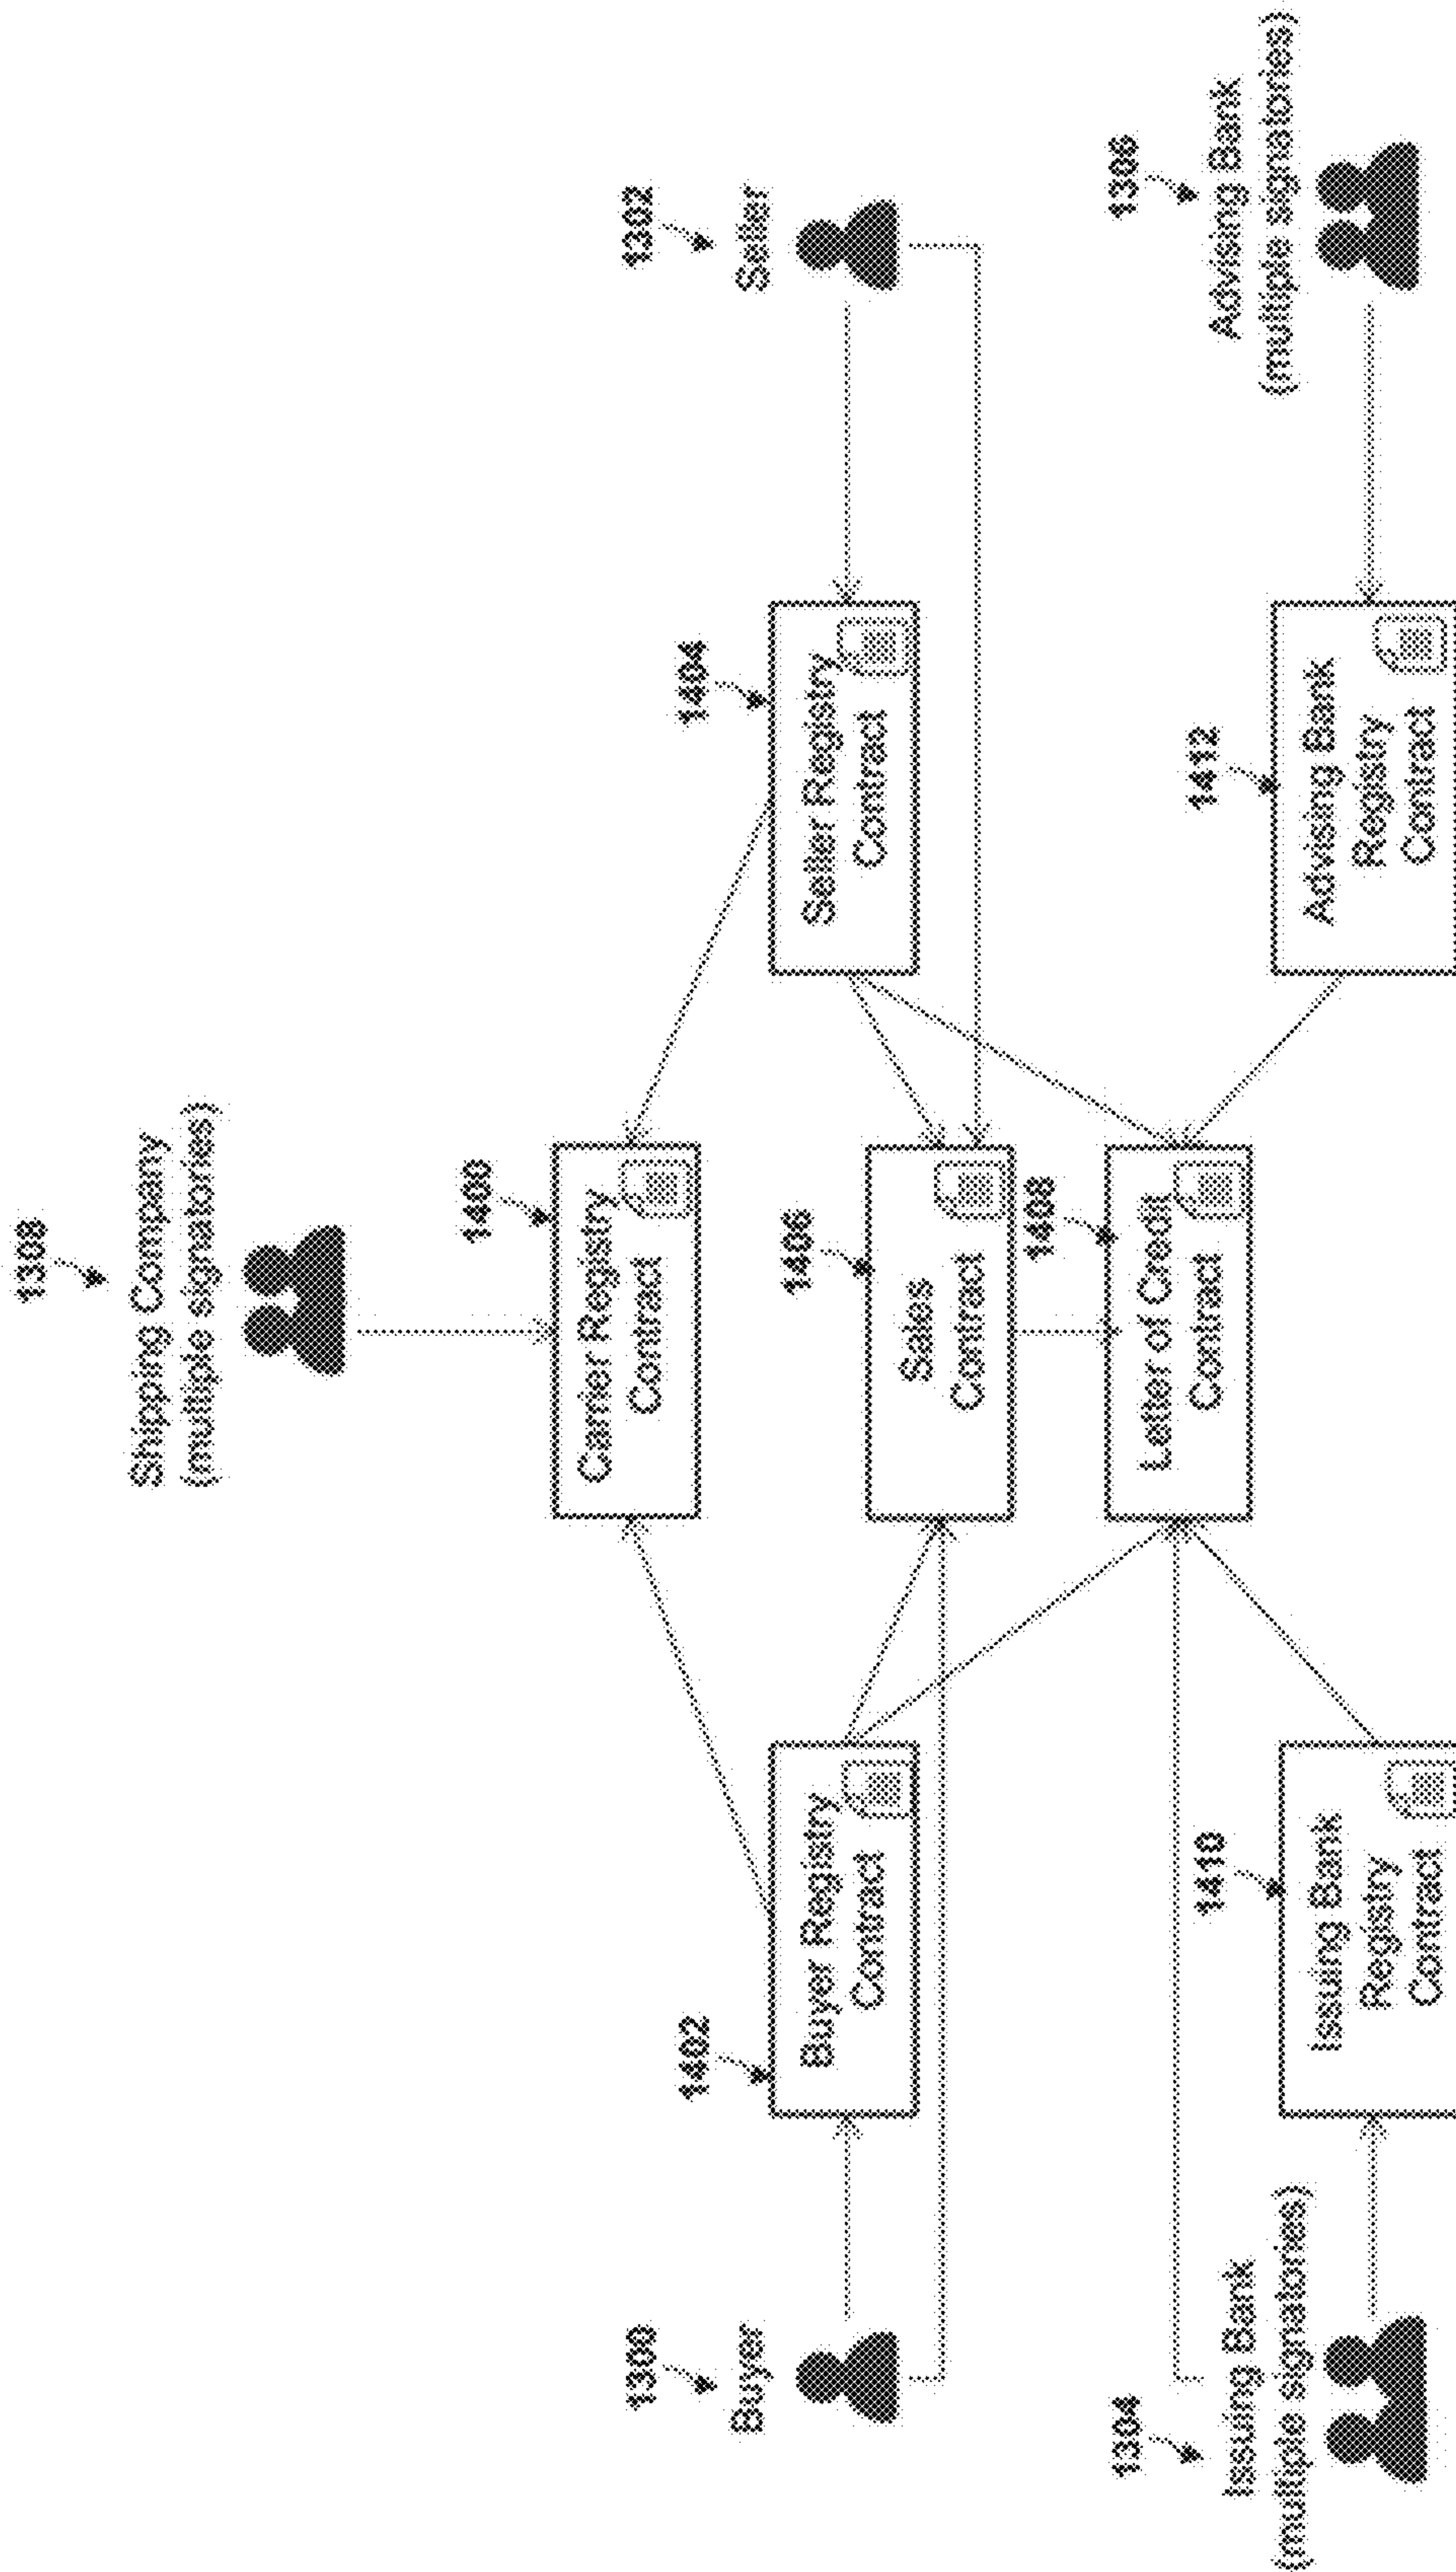 1308
Shipping Company
(multiple signatories)
1400
Carrier Registry
Contract
1300
Buyer
1402
Buyer Registry
Contract
1406
Sales
Contract
1404
Seller Registry
Contract
1302
Seller
1408
Letter of Credit
Contract
1304
Issuing Bank
(multiple signatories)
1410
Issuing Bank
Registry
Contract
1412
Advising Bank
Registry
Contract
1306
Advising Bank
(multiple signatories)